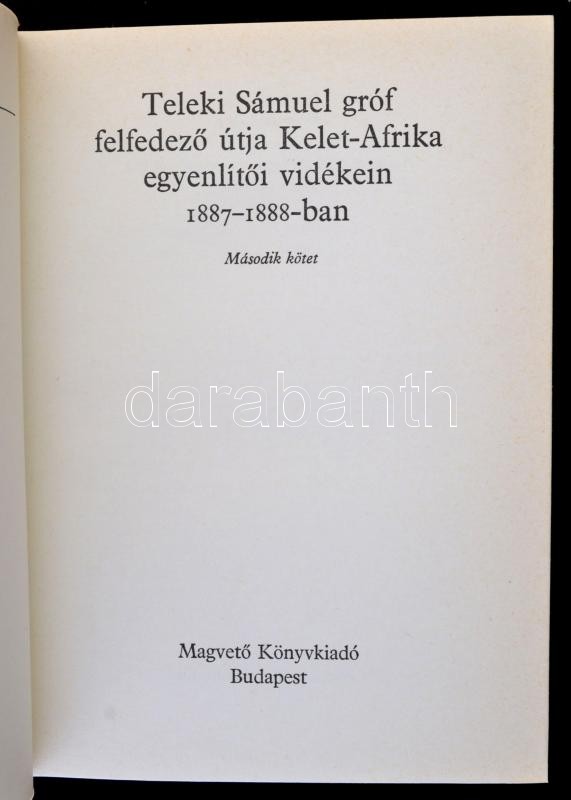 Teleki Sámuel gróf
felfedező útja Kelet-Afrika
egyenlítői vidékein
1887–1888-ban
Második kötet
darabanth
Magvető Könyvkiadó
Budapest